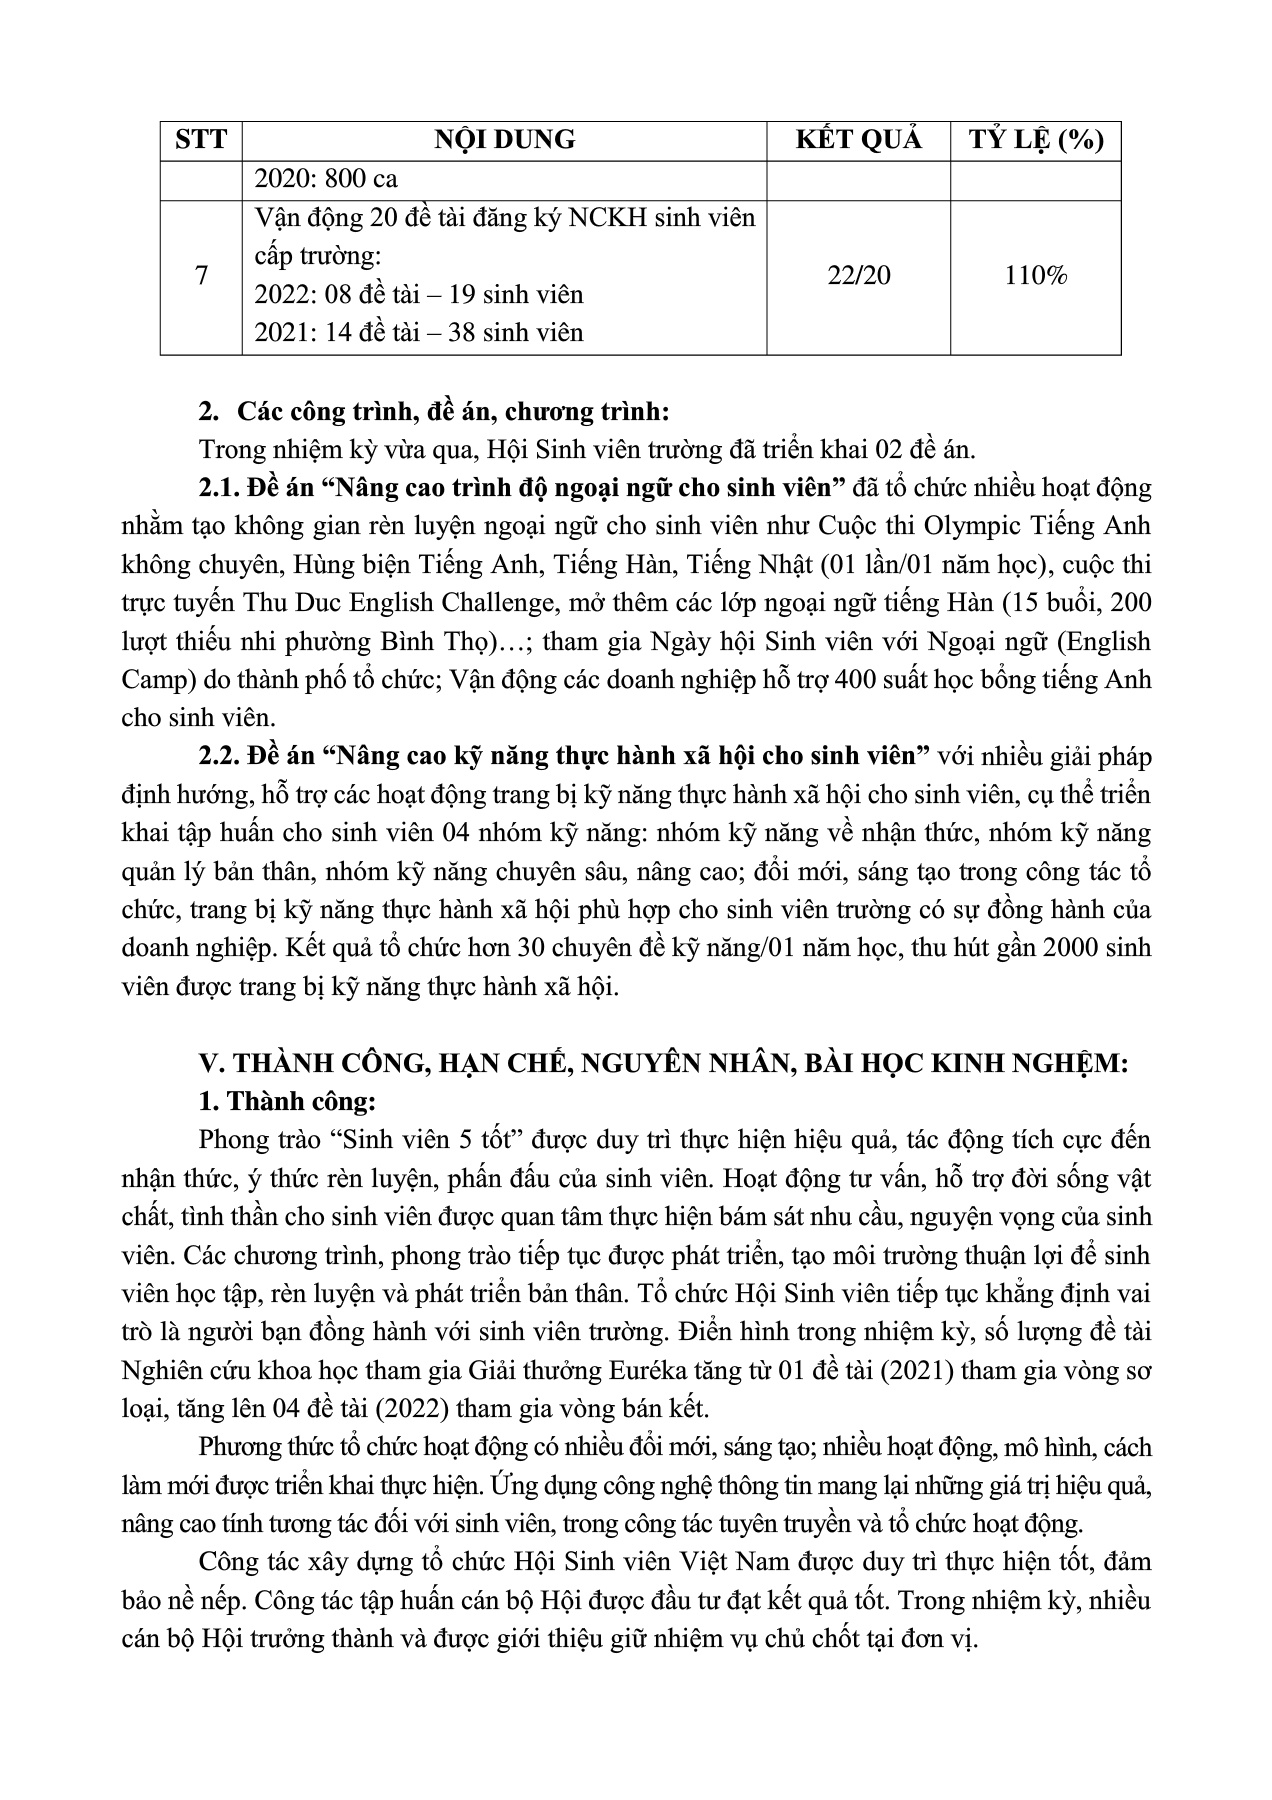 STT NỘI DUNG KẾT QUẢ TỶ LỆ (%)
2020: 800 ca
7
Vận động 20 đề tài đăng ký NCKH sinh viên
cấp trường:
2022: 08 đề tài – 19 sinh viên
2021: 14 đề tài – 38 sinh viên
22/20
110%
2. Các công trình, đề án, chương trình:
Trong nhiệm kỳ vừa qua, Hội Sinh viên trường đã triển khai 02 đề án.
2.1. Đề án “Nâng cao trình độ ngoại ngữ cho sinh viên” đã tổ chức nhiều hoạt động
nhằm tạo không gian rèn luyện ngoại ngữ cho sinh viên như Cuộc thi Olympic Tiếng Anh
không chuyên, Hùng biện Tiếng Anh, Tiếng Hàn, Tiếng Nhật (01 lần/01 năm học), cuộc thi
trực tuyến Thu Duc English Challenge, mở thêm các lớp ngoại ngữ tiếng Hàn (15 buổi, 200
lượt thiếu nhi phường Bình Thọ)…; tham gia Ngày hội Sinh viên với Ngoại ngữ (English
Camp) do thành phố tổ chức; Vận động các doanh nghiệp hỗ trợ 400 suất học bổng tiếng Anh
cho sinh viên.
2.2. Đề án “Nâng cao kỹ năng thực hành xã hội cho sinh viên” với nhiều giải pháp
định hướng, hỗ trợ các hoạt động trang bị kỹ năng thực hành xã hội cho sinh viên, cụ thể triển
khai tập huấn cho sinh viên 04 nhóm kỹ năng: nhóm kỹ năng về nhận thức, nhóm kỹ năng
quản lý bản thân, nhóm kỹ năng chuyên sâu, nâng cao; đổi mới, sáng tạo trong công tác tổ
chức, trang bị kỹ năng thực hành xã hội phù hợp cho sinh viên trường có sự đồng hành của
doanh nghiệp. Kết quả tổ chức hơn 30 chuyên đề kỹ năng/01 năm học, thu hút gần 2000 sinh
viên được trang bị kỹ năng thực hành xã hội.
V. THÀNH CÔNG, HẠN CHẾ, NGUYÊN NHÂN, BÀI HỌC KINH NGHỆM:
1. Thành công:
Phong trào “Sinh viên 5 tốt” được duy trì thực hiện hiệu quả, tác động tích cực đến
nhận thức, ý thức rèn luyện, phấn đấu của sinh viên. Hoạt động tư vấn, hỗ trợ đời sống vật
chất, tình thần cho sinh viên được quan tâm thực hiện bám sát nhu cầu, nguyện vọng của sinh
viên. Các chương trình, phong trào tiếp tục được phát triển, tạo môi trường thuận lợi để sinh
viên học tập, rèn luyện và phát triển bản thân. Tổ chức Hội Sinh viên tiếp tục khẳng định vai
trò là người bạn đồng hành với sinh viên trường. Điển hình trong nhiệm kỳ, số lượng đề tài
Nghiên cứu khoa học tham gia Giải thưởng Euréka tăng từ 01 đề tài (2021) tham gia vòng sơ
loại, tăng lên 04 đề tài (2022) tham gia vòng bán kết.
Phương thức tổ chức hoạt động có nhiều đổi mới, sáng tạo; nhiều hoạt động, mô hình, cách
làm mới được triển khai thực hiện. Ứng dụng công nghệ thông tin mang lại những giá trị hiệu quả,
nâng cao tính tương tác đối với sinh viên, trong công tác tuyên truyền và tổ chức hoạt động.
Công tác xây dựng tổ chức Hội Sinh viên Việt Nam được duy trì thực hiện tốt, đảm
bảo nề nếp. Công tác tập huấn cán bộ Hội được đầu tư đạt kết quả tốt. Trong nhiệm kỳ, nhiều
cán bộ Hội trưởng thành và được giới thiệu giữ nhiệm vụ chủ chốt tại đơn vị.